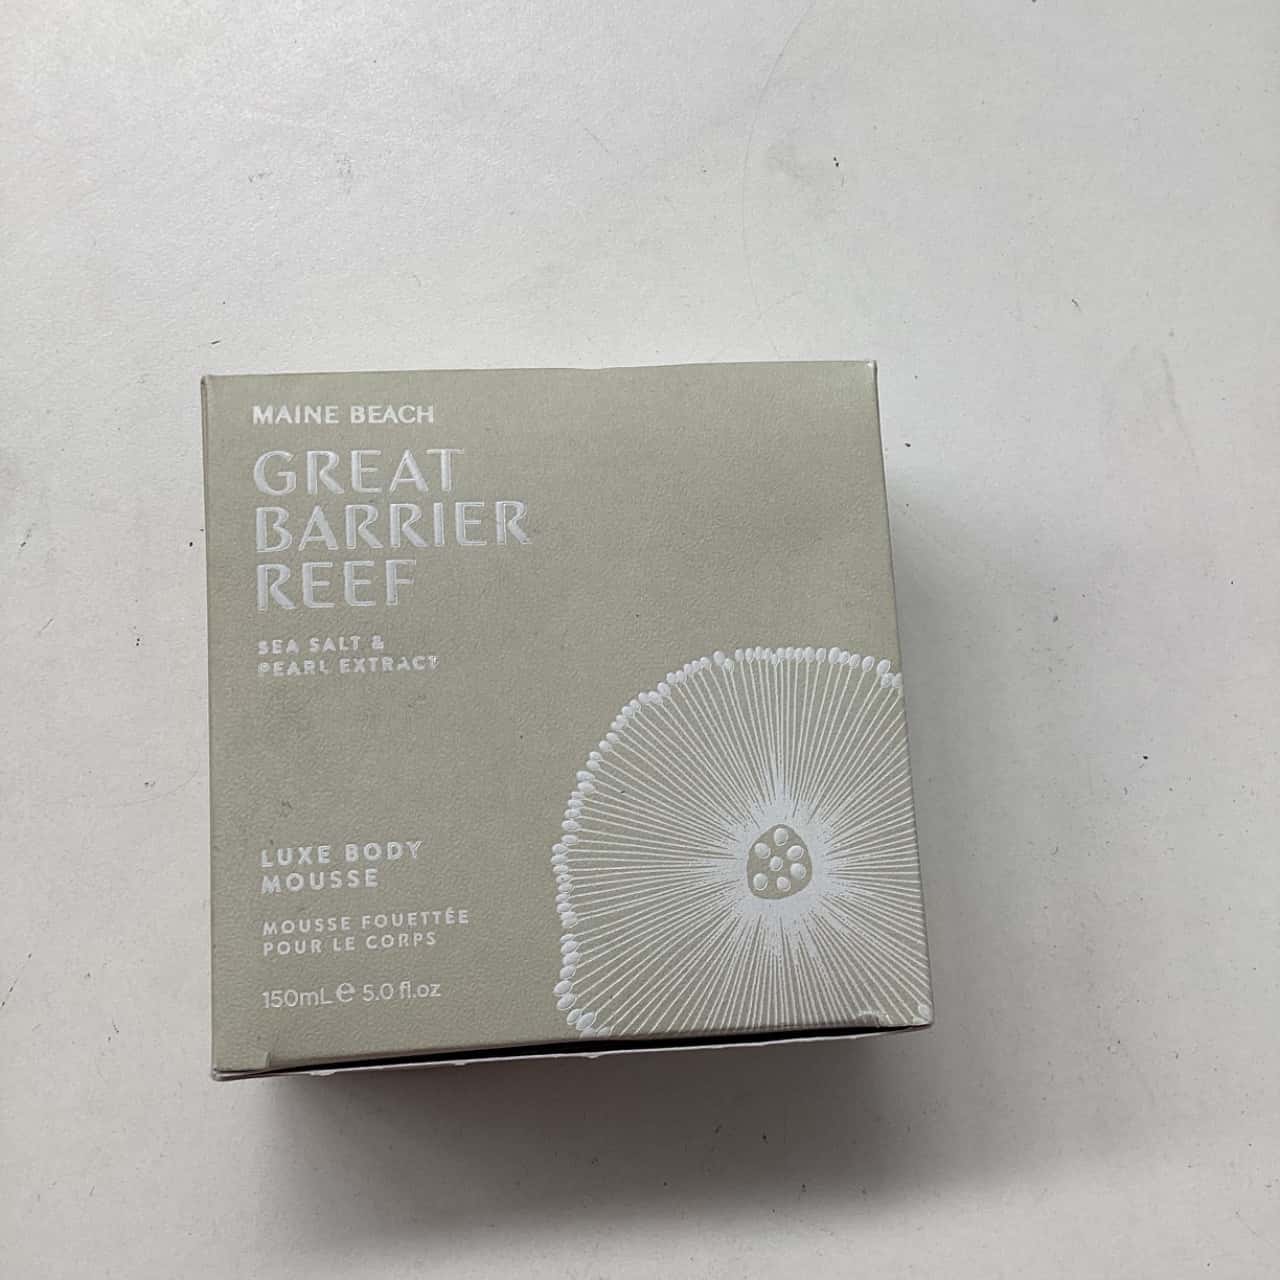 MAINE BEACH
GREAT
BARRIER
REEF
SEA SALT &
PEARL EXTRACT
LUXE BODY
MOUSSE
MOUSSE FOUETTÉE
POUR LE CORPS
150mL ℮ 5.0 fl.oz